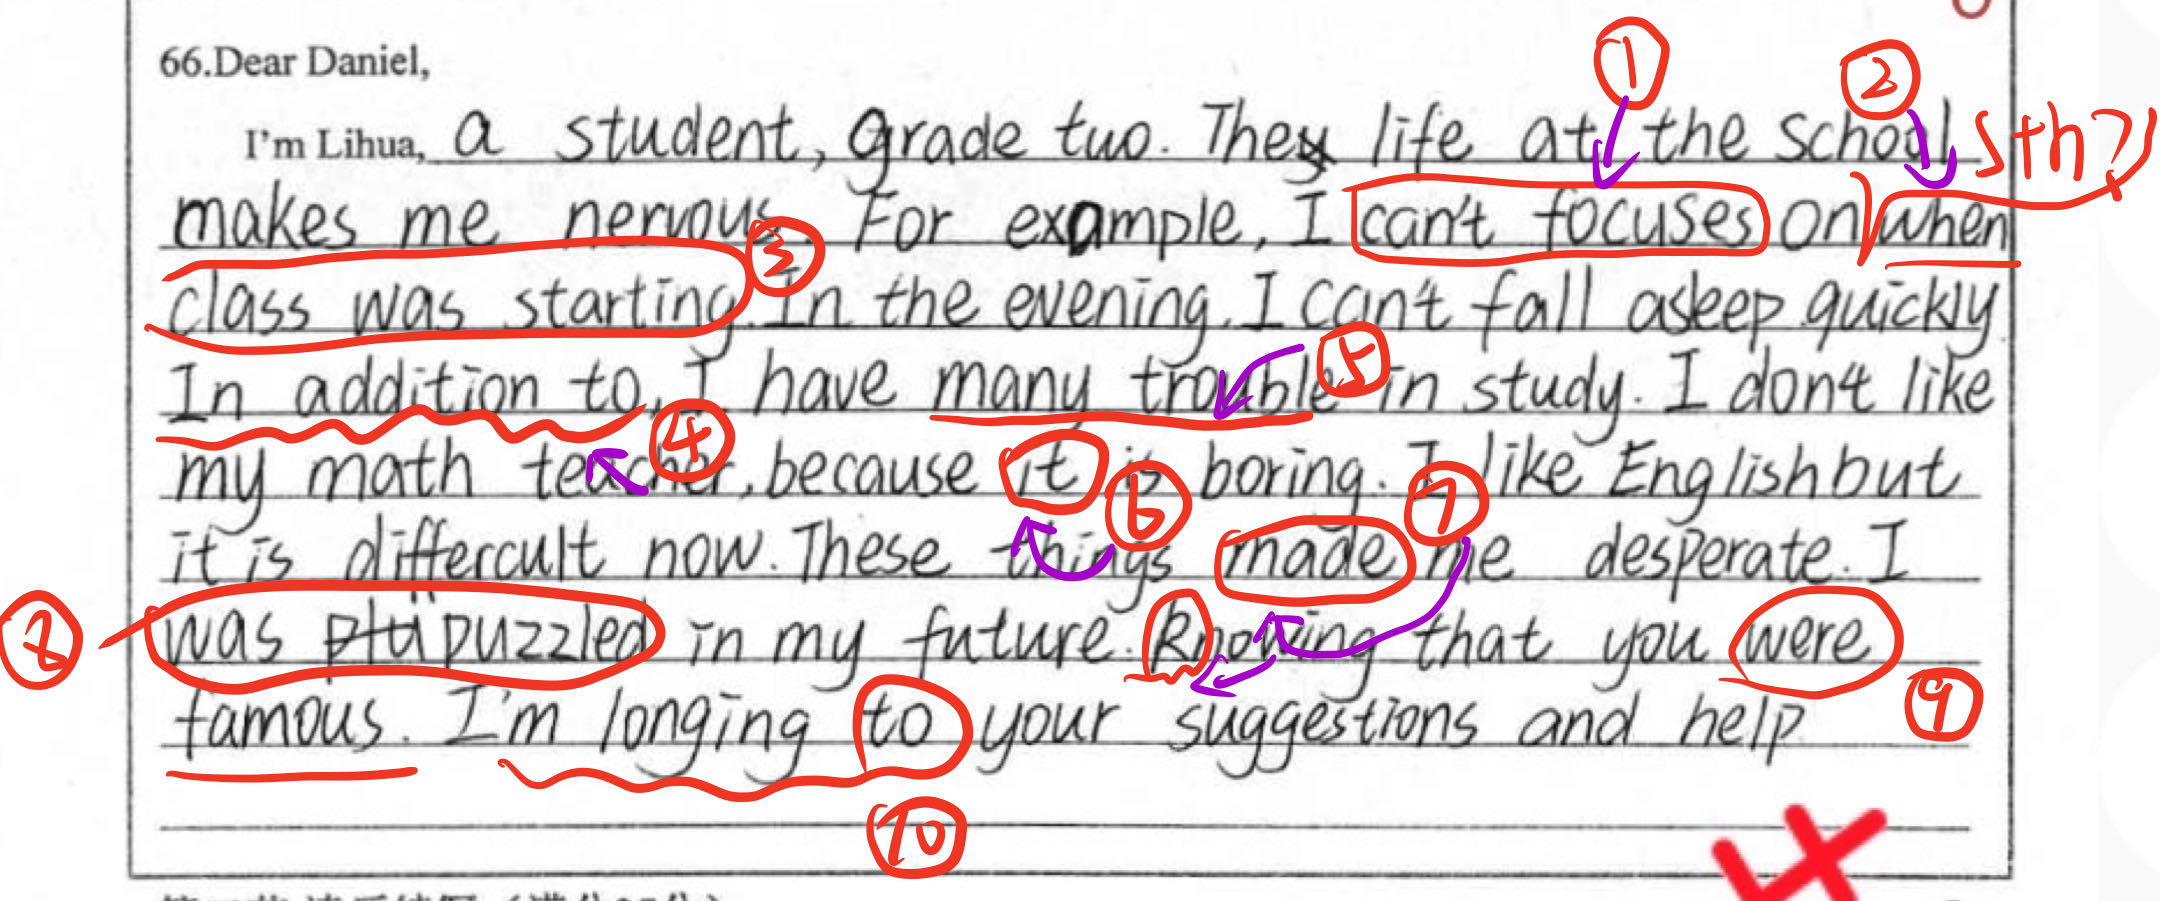 66.Dear Daniel,
① ②
I'm Lihua, a student, grade two. They life at the school sth?
makes me nervous. For example, I can't focuses on when
③
class was starting. In the evening, I can't fall asleep quickly.
⑤
In addition to, I have many trouble in study. I don't like
④
my math teacher, because it is boring. I like English but
⑥ ⑦
it is differcult now. These things made me desperate. I
⑧ was puzzled in my future. Knowing that you were
⑨
famous. I'm longing to your suggestions and help
⑩